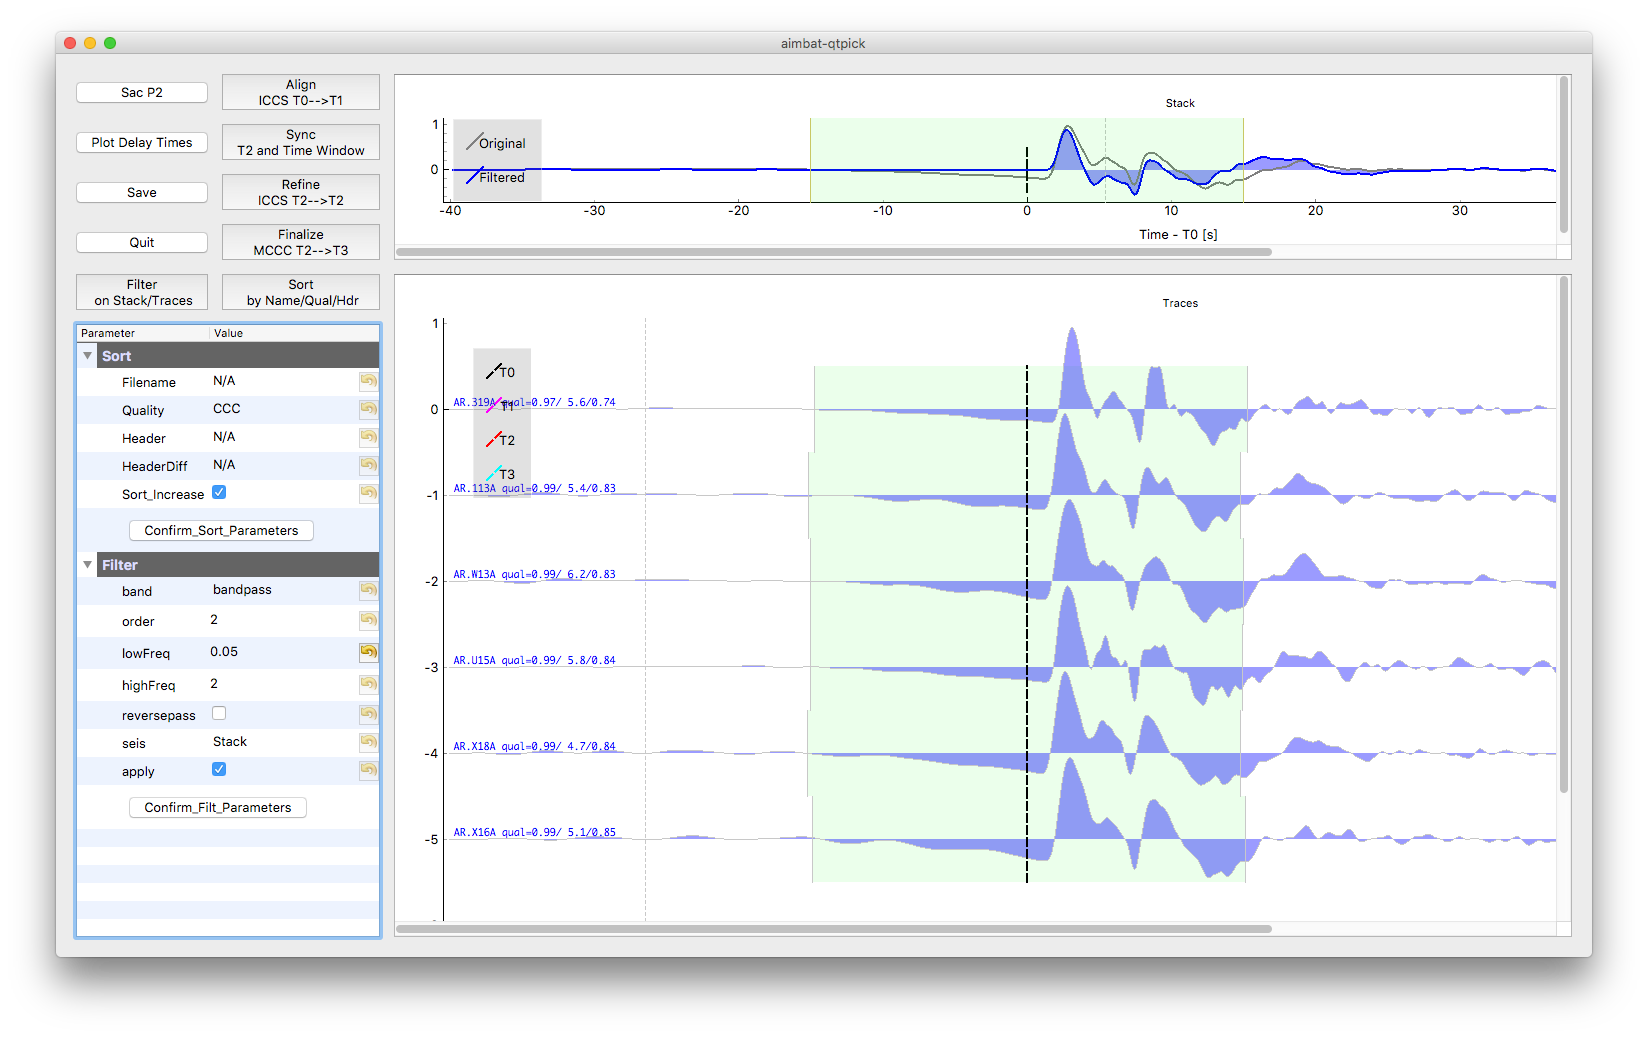 aimbat-qtpick
Sac P2
Align
ICCS T0-->T1
Plot Delay Times
Sync
T2 and Time Window
Save
Refine
ICCS T2-->T2
Quit
Finalize
MCCC T2-->T3
Filter
on Stack/Traces
Sort
by Name/Qual/Hdr
Parameter Value
Sort
Filename N/A
Quality CCC
Header N/A
HeaderDiff N/A
Sort_Increase
Confirm_Sort_Parameters
Filter
band bandpass
order 2
lowFreq 0.05
highFreq 2
reversepass
seis Stack
apply
Confirm_Filt_Parameters
Stack
1
0
Original
Filtered
-40 -30 -20 -10 0 10 20 30
Time - T0 [s]
Traces
1
T0
T1
T2
T3
0
AR.319A qual=0.97/ 5.6/0.74
-1
AR.113A qual=0.99/ 5.4/0.83
-2
AR.W13A qual=0.99/ 6.2/0.83
-3
AR.U15A qual=0.99/ 5.8/0.84
-4
AR.X18A qual=0.99/ 4.7/0.84
-5
AR.X16A qual=0.99/ 5.1/0.85